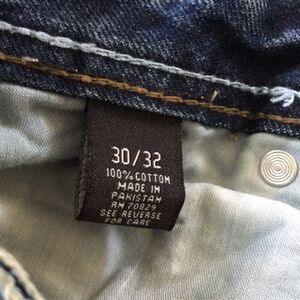 30/32
100% COTTON
MADE IN
PAKISTAN
RN 70829
SEE REVERSE
FOR CARE